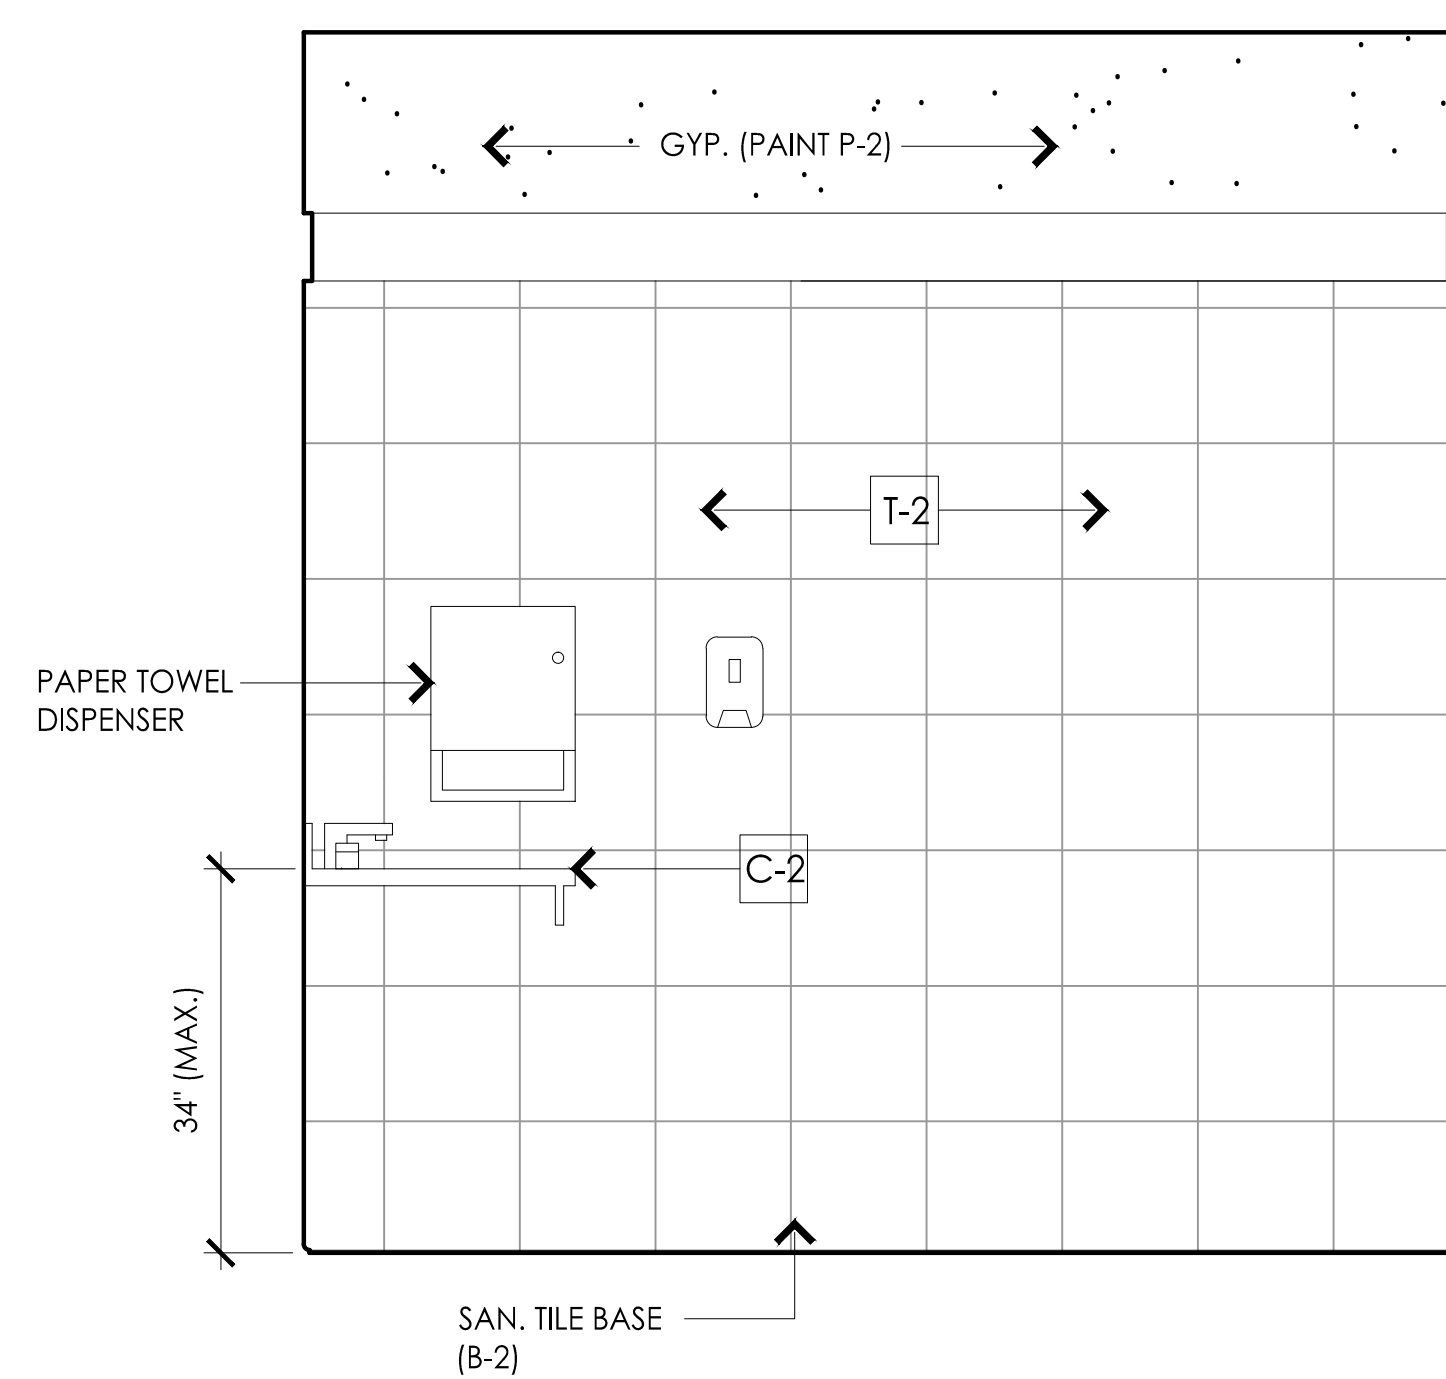 GYP. (PAINT P-2)
T-2
PAPER TOWEL
DISPENSER
C-2
34" (MAX.)
SAN. TILE BASE
(B-2)